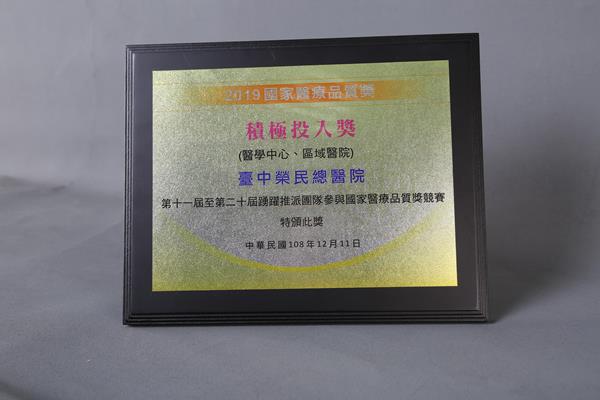 2019國家醫療品質獎
積極投入獎
(醫學中心、區域醫院)
臺中榮民總醫院
第十一屆至第二十屆踴躍推派團隊參與國家醫療品質獎競賽
特頒此獎
中華民國108年12月11日